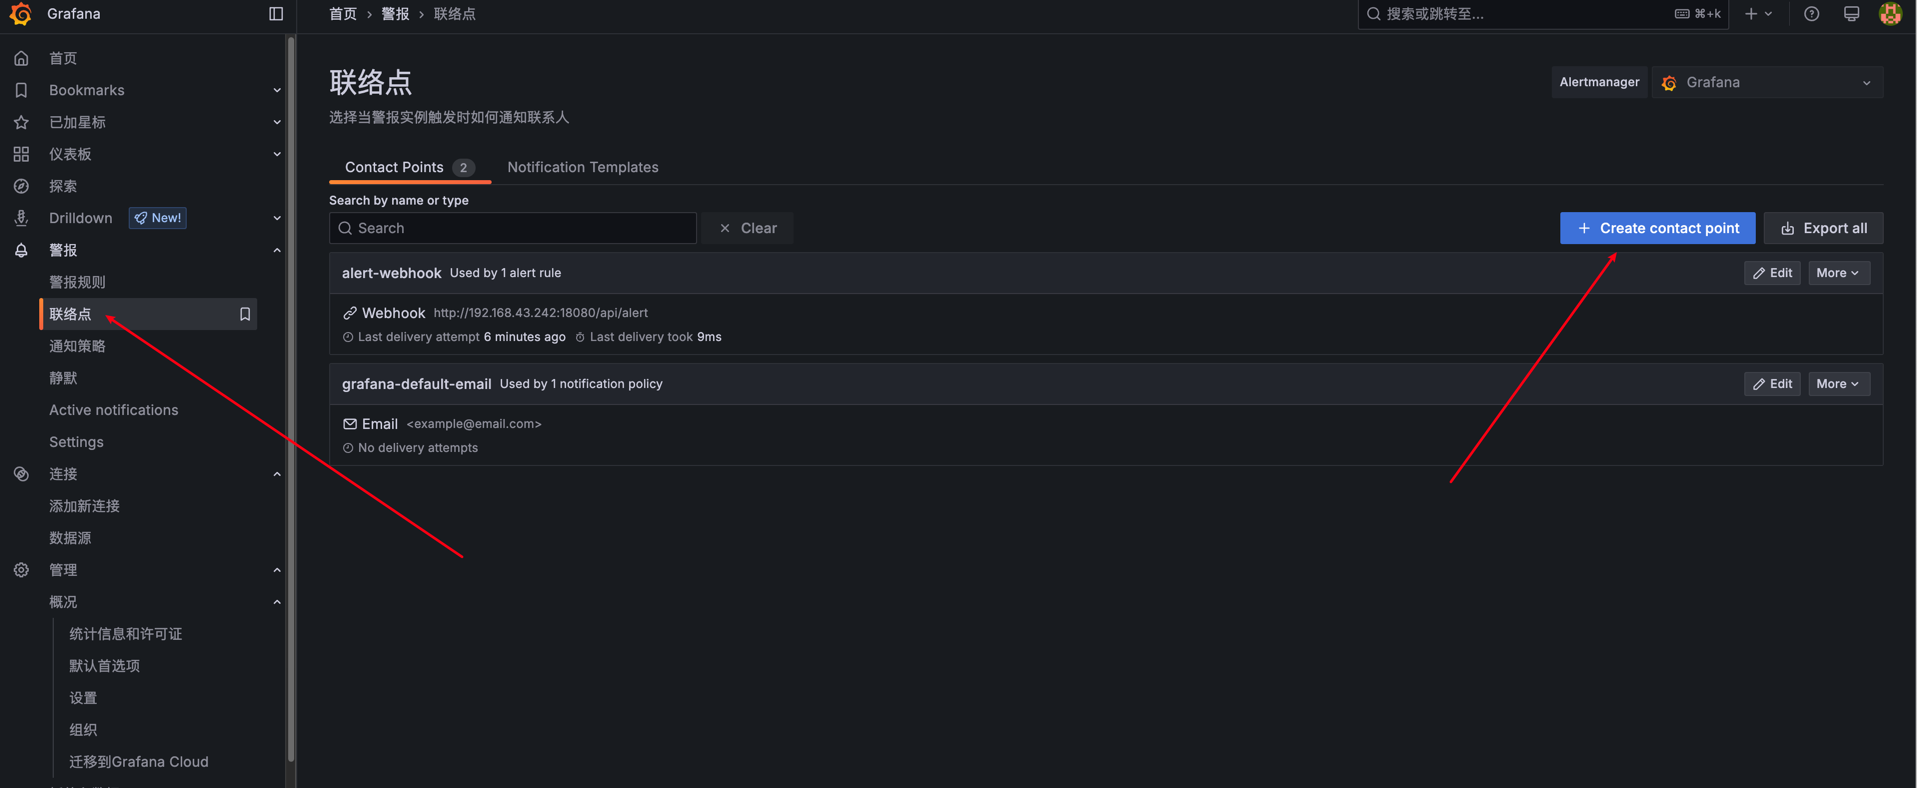 Grafana
首页 › 警报 › 联络点
搜索或跳转至... ⌘+k
首页
Bookmarks
已加星标
仪表板
探索
Drilldown New!
警报
警报规则
联络点
通知策略
静默
Active notifications
Settings
连接
添加新连接
数据源
管理
概况
统计信息和许可证
默认首选项
设置
组织
迁移到Grafana Cloud
联络点
Alertmanager Grafana
选择当警报实例触发时如何通知联系人
Contact Points 2 Notification Templates
Search by name or type
Search Clear + Create contact point Export all
alert-webhook Used by 1 alert rule Edit More
Webhook http://192.168.43.242:18080/api/alert
Last delivery attempt 6 minutes ago Last delivery took 9ms
grafana-default-email Used by 1 notification policy Edit More
Email <example@email.com>
No delivery attempts